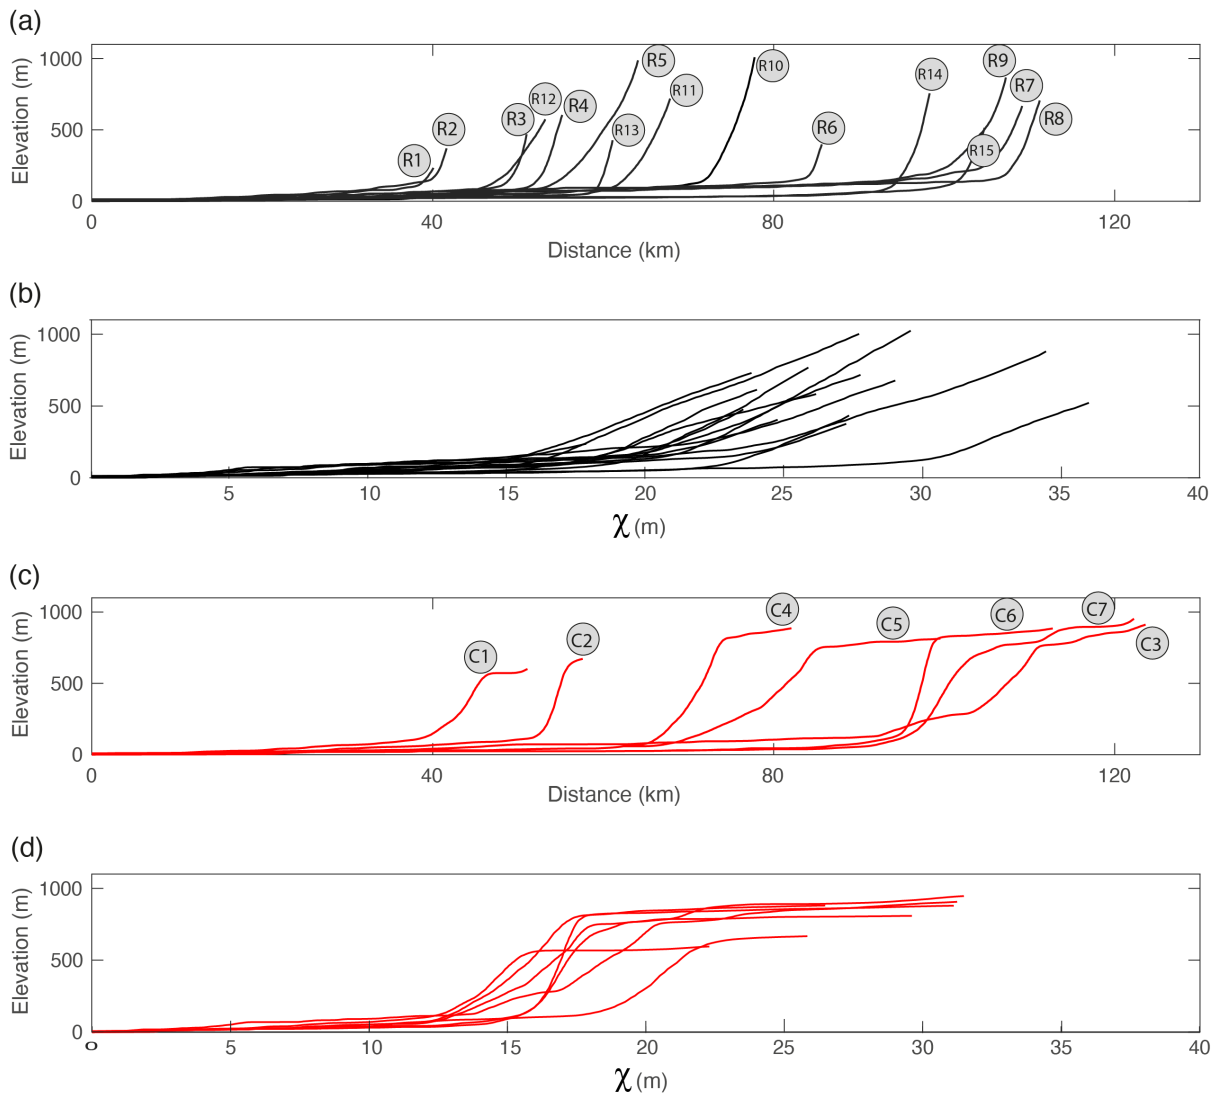 (a)
Elevation (m)
1000
500
0
R1
R2
R3
R12
R4
R5
R13
R11
R10
R6
R14
R9
R7
R15
R8
0
40
80
120
Distance (km)
(b)
Elevation (m)
1000
500
0
5
10
15
20
25
30
35
40
χ (m)
(c)
Elevation (m)
1000
500
0
C1
C2
C4
C5
C6
C7
C3
0
40
80
120
Distance (km)
(d)
Elevation (m)
1000
500
0
0
5
10
15
20
25
30
35
40
χ (m)